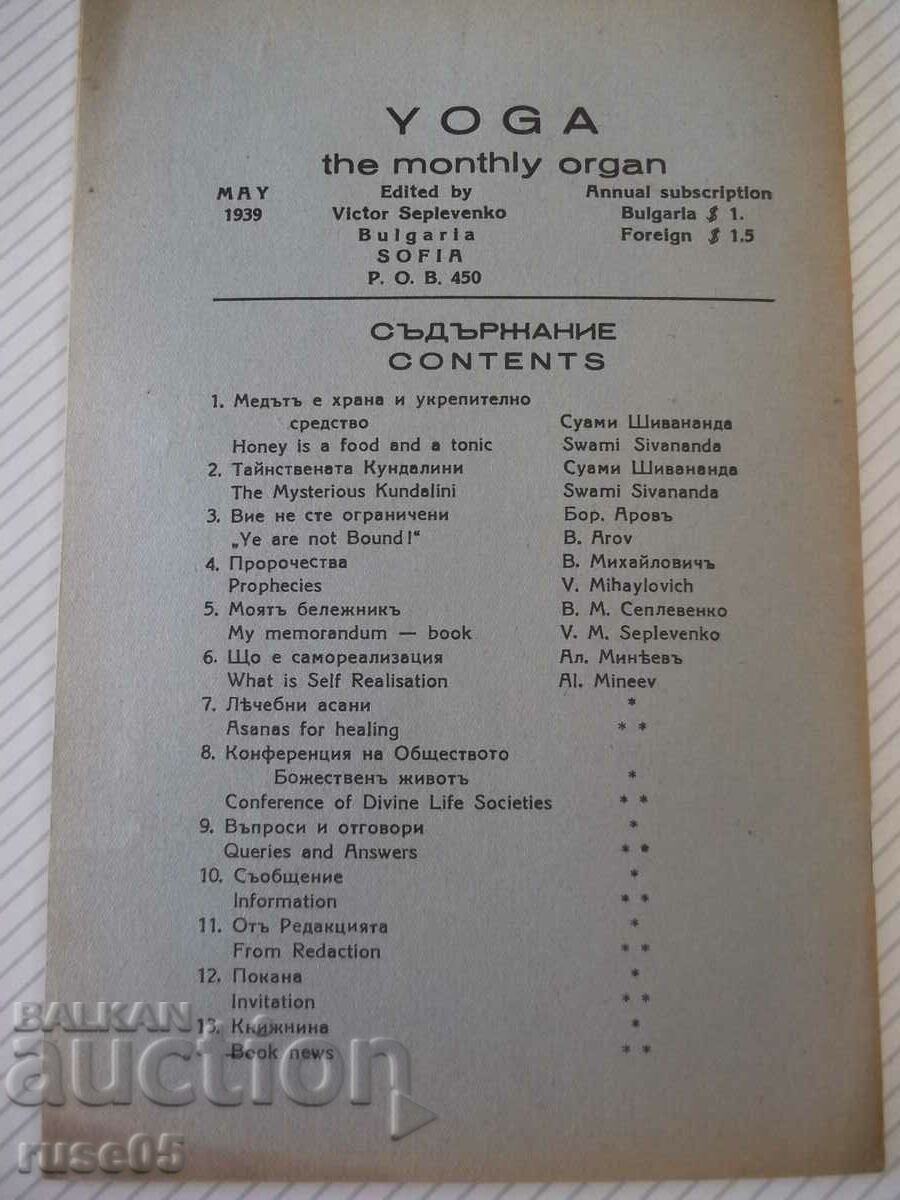 YOGA
the monthly organ
MAY Edited by Annual subscription
1939 Victor Seplevenko Bulgaria $ 1.
Bulgaria Foreign $ 1.5
SOFIA
P. O. B. 450
СЪДЪРЖАНИЕ
CONTENTS
1. Медътъ е храна и укрепително
средство Суами Шивананда
Honey is a food and a tonic Swami Sivananda
2. Тайнствената Кундалини Суами Шивананда
The Mysterious Kundalini Swami Sivananda
3. Вие не сте ограничени Бор. Аровъ
„Ye are not Bound!“ B. Arov
4. Пророчества В. Михайловичъ
Prophecies V. Mihaylovich
5. Моятъ бележникъ В. М. Сеплевенко
My memorandum — book V. M. Seplevenko
6. Що е самореализация Ал. Минѣевъ
What is Self Realisation Al. Mineev
7. Лѣчебни асани *
Asanas for healing * *
8. Конференция на Обществото
Божественъ животъ *
Conference of Divine Life Societies * *
9. Въпроси и отговори *
Queries and Answers * *
10. Съобщение *
Information * *
11. Отъ Редакцията *
From Redaction * *
12. Покана *
Invitation * *
13. Книжнина *
Book news * *
BALKAN
auction
ruse05